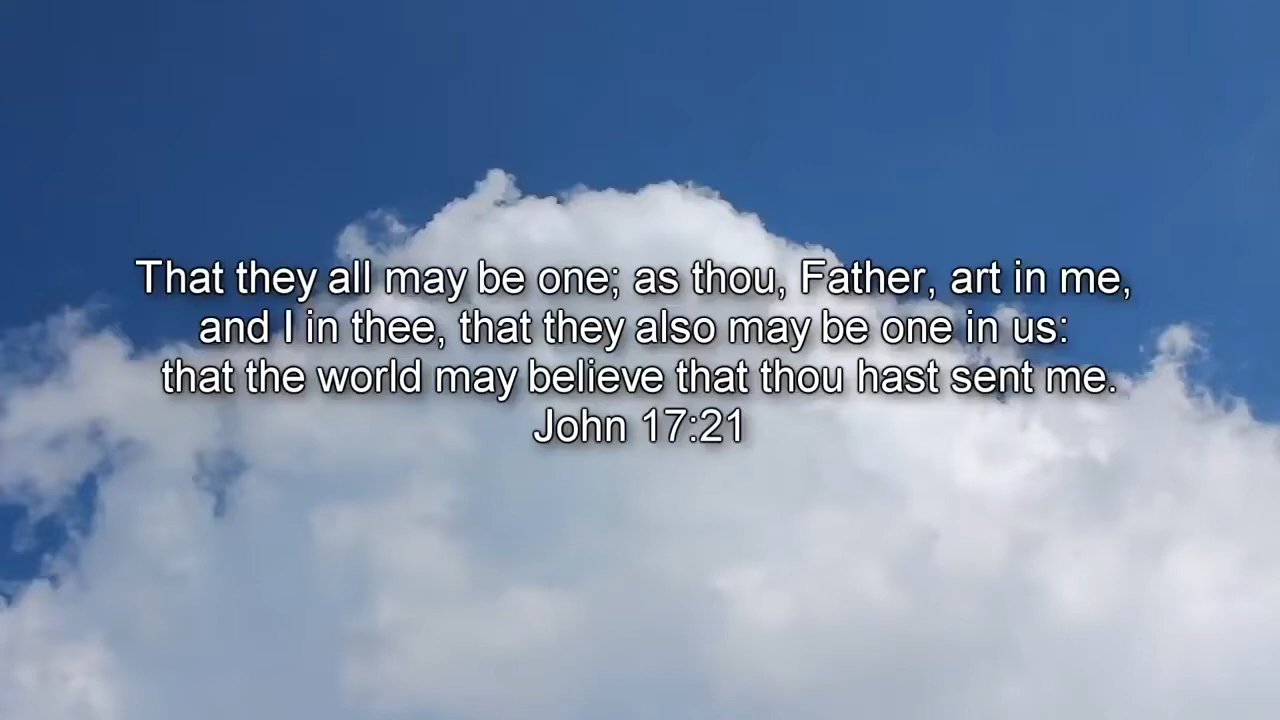 That they all may be one; as thou, Father, art in me,
and I in thee, that they also may be one in us:
that the world may believe that thou hast sent me.
John 17:21